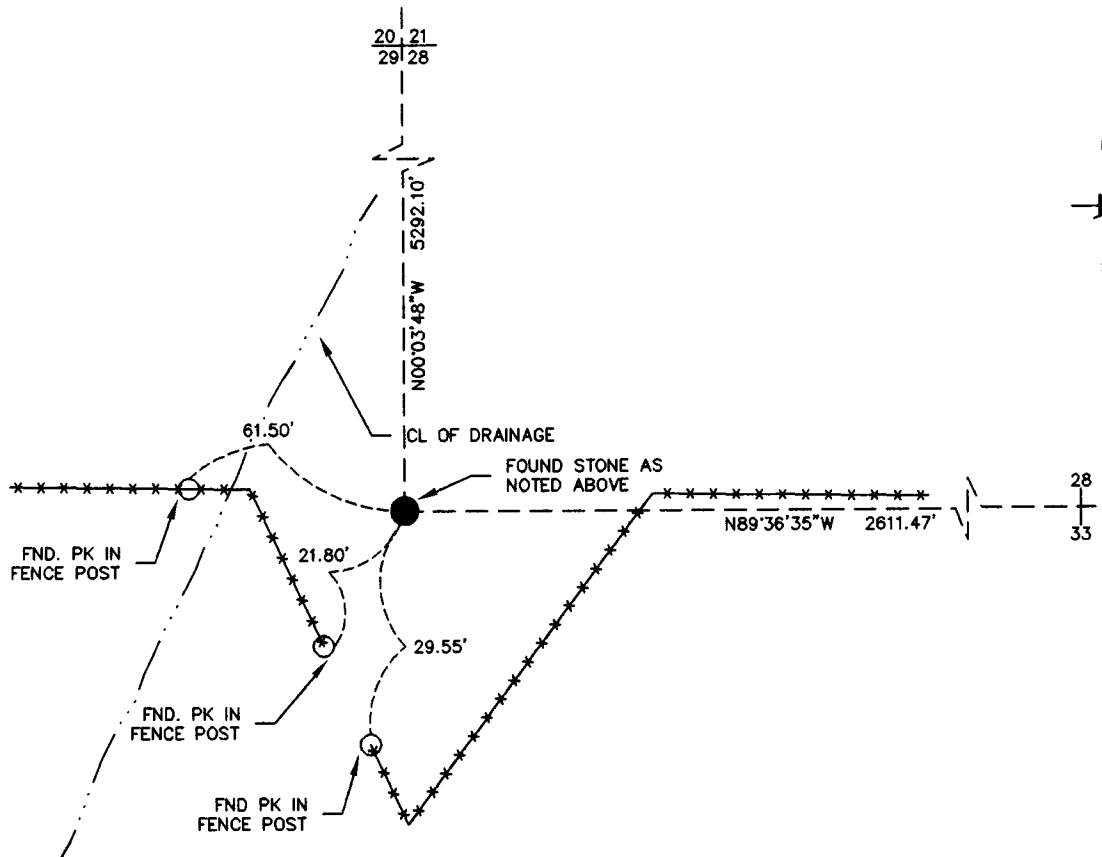 20 21
29 28
N00°03'48"W 5292.10'
61.50'
CL OF DRAINAGE
FOUND STONE AS
NOTED ABOVE
28
33
N89°36'35"W 2611.47'
FND. PK IN
FENCE POST
21.80'
29.55'
FND. PK IN
FENCE POST
FND PK IN
FENCE POST